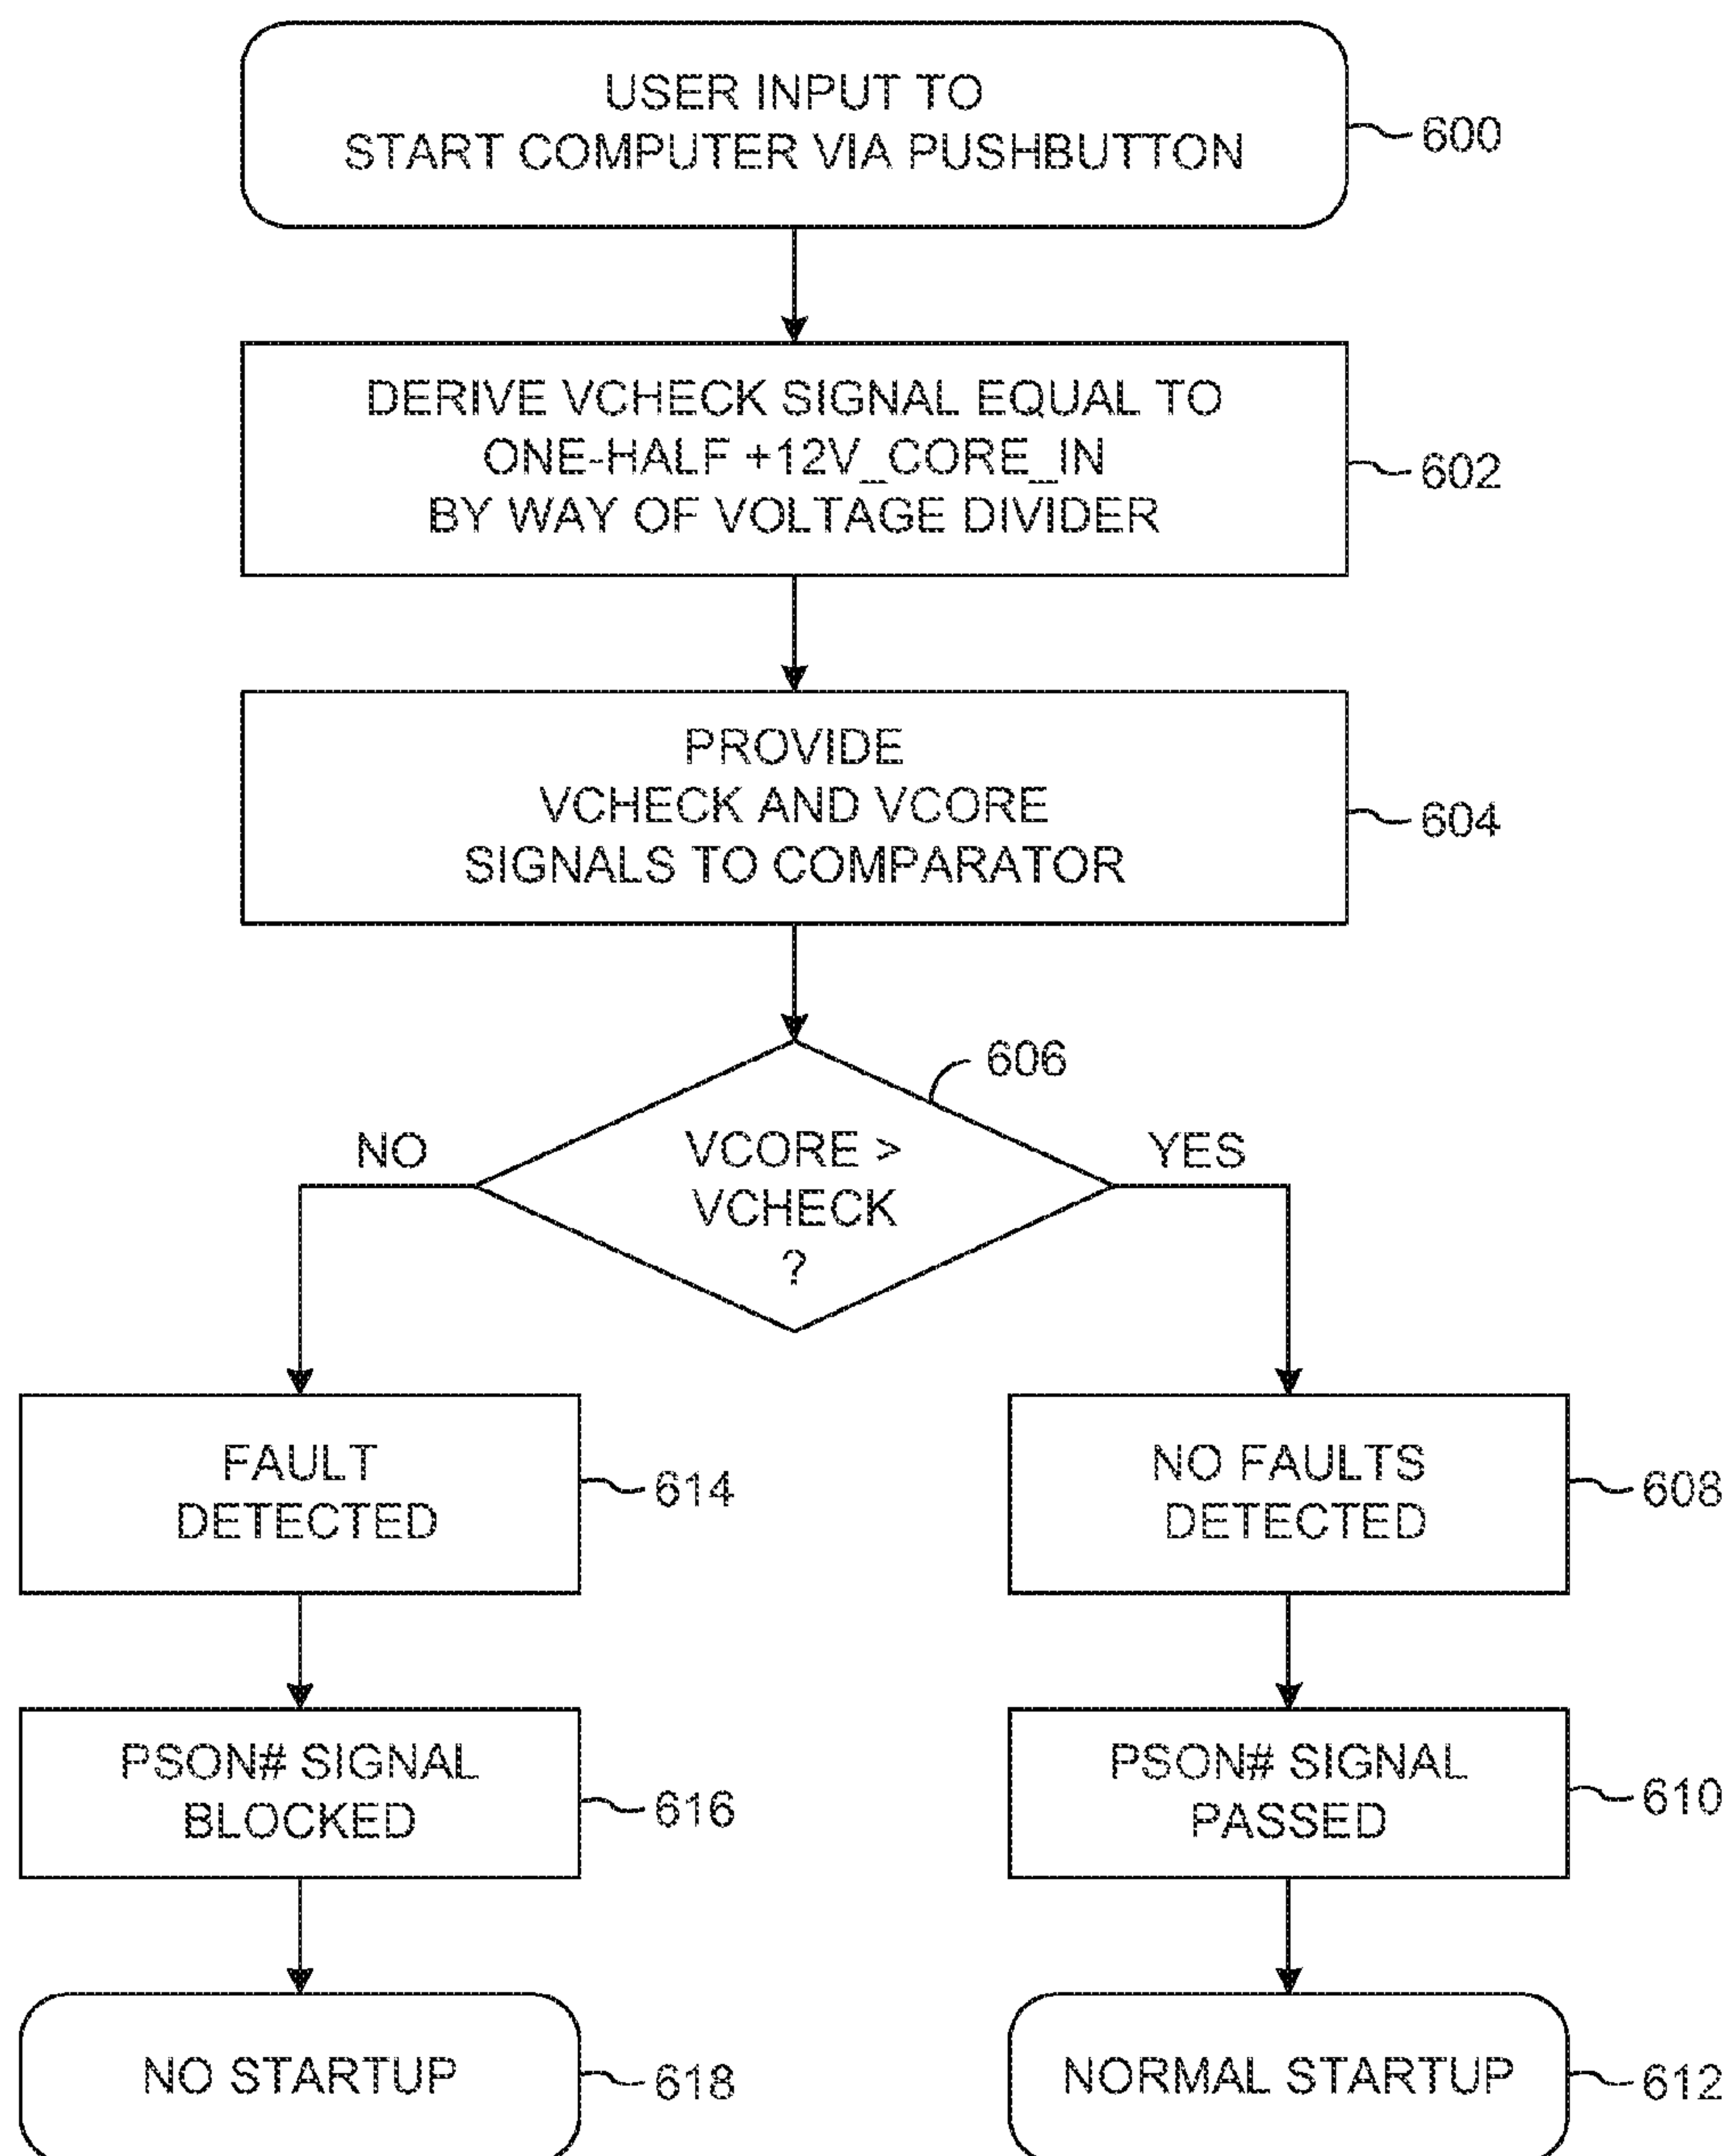 USER INPUT TO
START COMPUTER VIA PUSHBUTTON
600
DERIVE VCHECK SIGNAL EQUAL TO
ONE-HALF +12V_CORE_IN
BY WAY OF VOLTAGE DIVIDER
602
PROVIDE
VCHECK AND VCORE
SIGNALS TO COMPARATOR
604
606
NO
VCORE >
VCHECK
?
YES
FAULT
DETECTED
614
NO FAULTS
DETECTED
608
PSON# SIGNAL
BLOCKED
616
PSON# SIGNAL
PASSED
610
NO STARTUP
618
NORMAL STARTUP
612